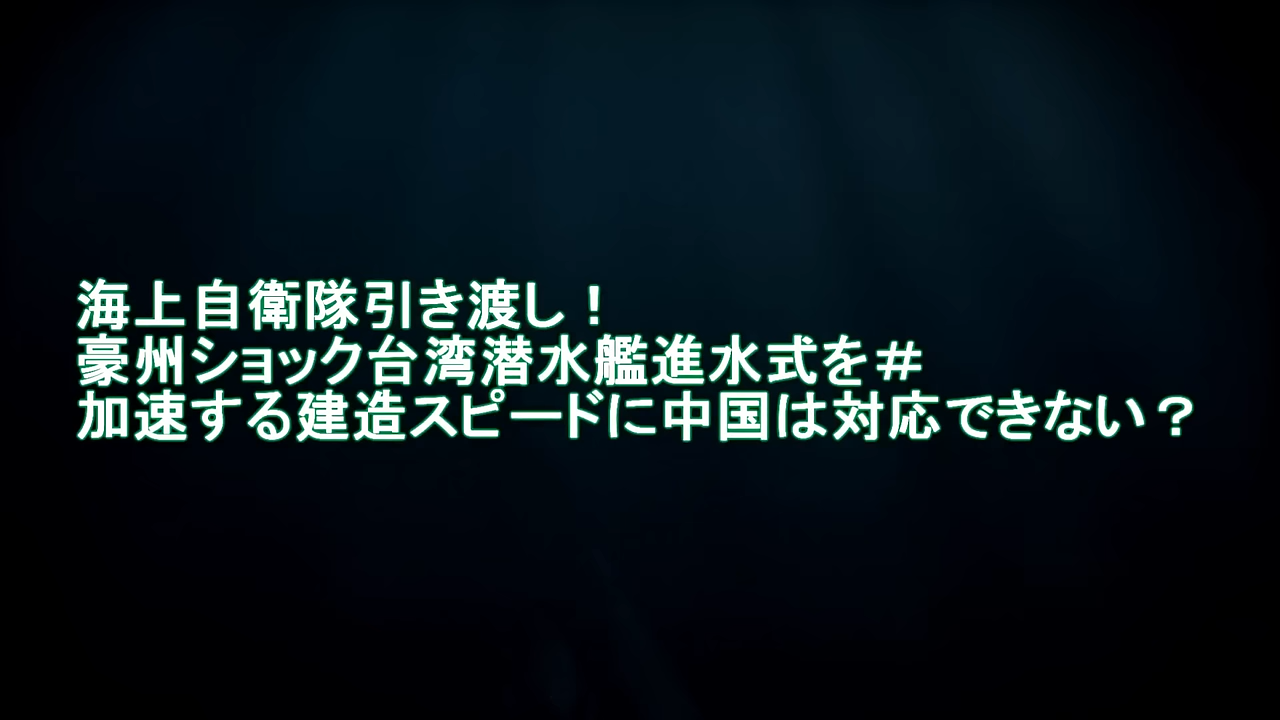 海上自衛隊引き渡し！
豪州ショック台湾潜水艦進水式を＃
加速する建造スピードに中国は対応できない？